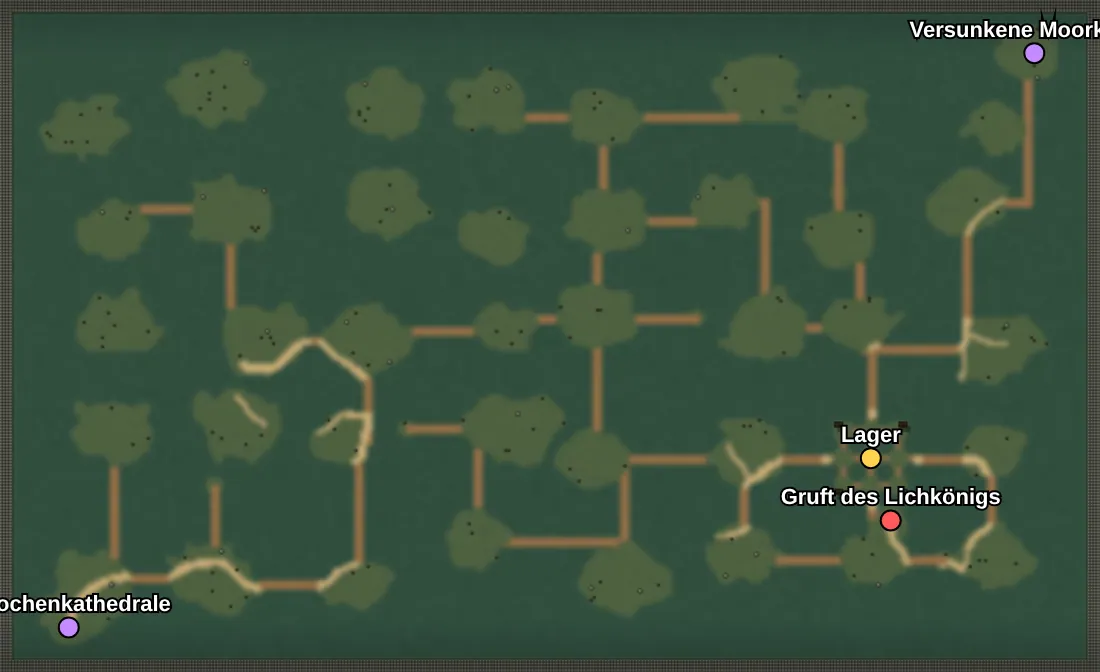 Versunkene Moork
Lager
Gruft des Lichkönigs
ochenkathedrale